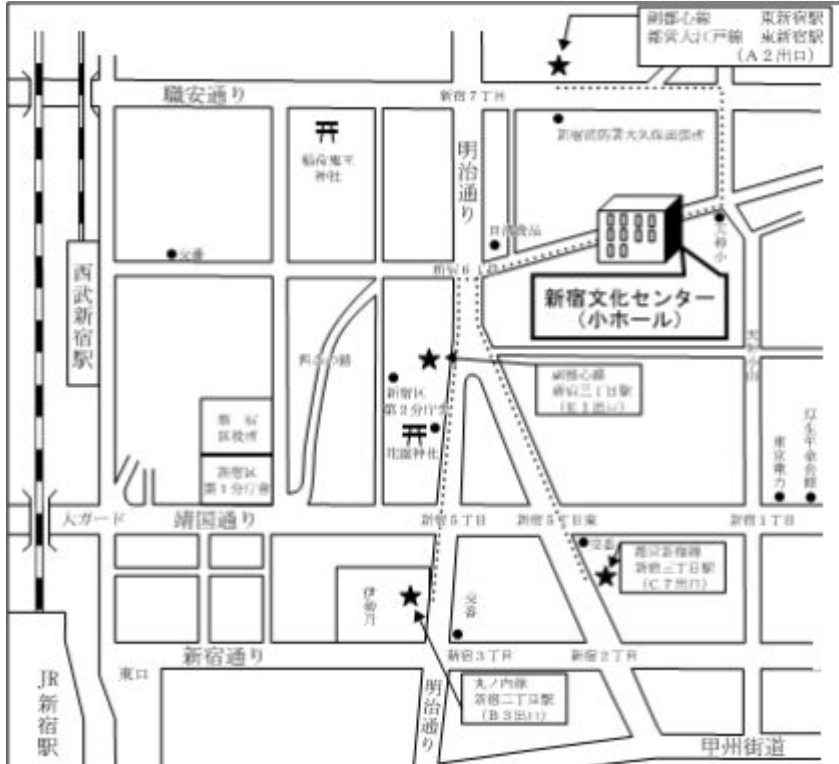 副都心線 東新宿駅
都営大江戸線 東新宿駅
(A2出口)
職安通り
新宿7丁目
新宿消防署大久保出張所
稲荷鬼王
神社
明治通り
日清食品
天神小
交番
新宿6丁目
新宿文化センター
(小ホール)
西武新宿駅
四季の路
副都心線
新宿三丁目駅
(E1出口)
新宿区
第2分庁舎
花園神社
新宿
区役所
新宿区
第1分庁舎
東京電力
厚生年金会館
大ガード
靖国通り
新宿5丁目
新宿5丁目東
新宿1丁目
交番
都営新宿線
新宿三丁目駅
(C7出口)
伊勢丹
交番
新宿通り
新宿3丁目
新宿2丁目
東口
JR新宿駅
明治通り
丸ノ内線
新宿三丁目駅
(B3出口)
甲州街道